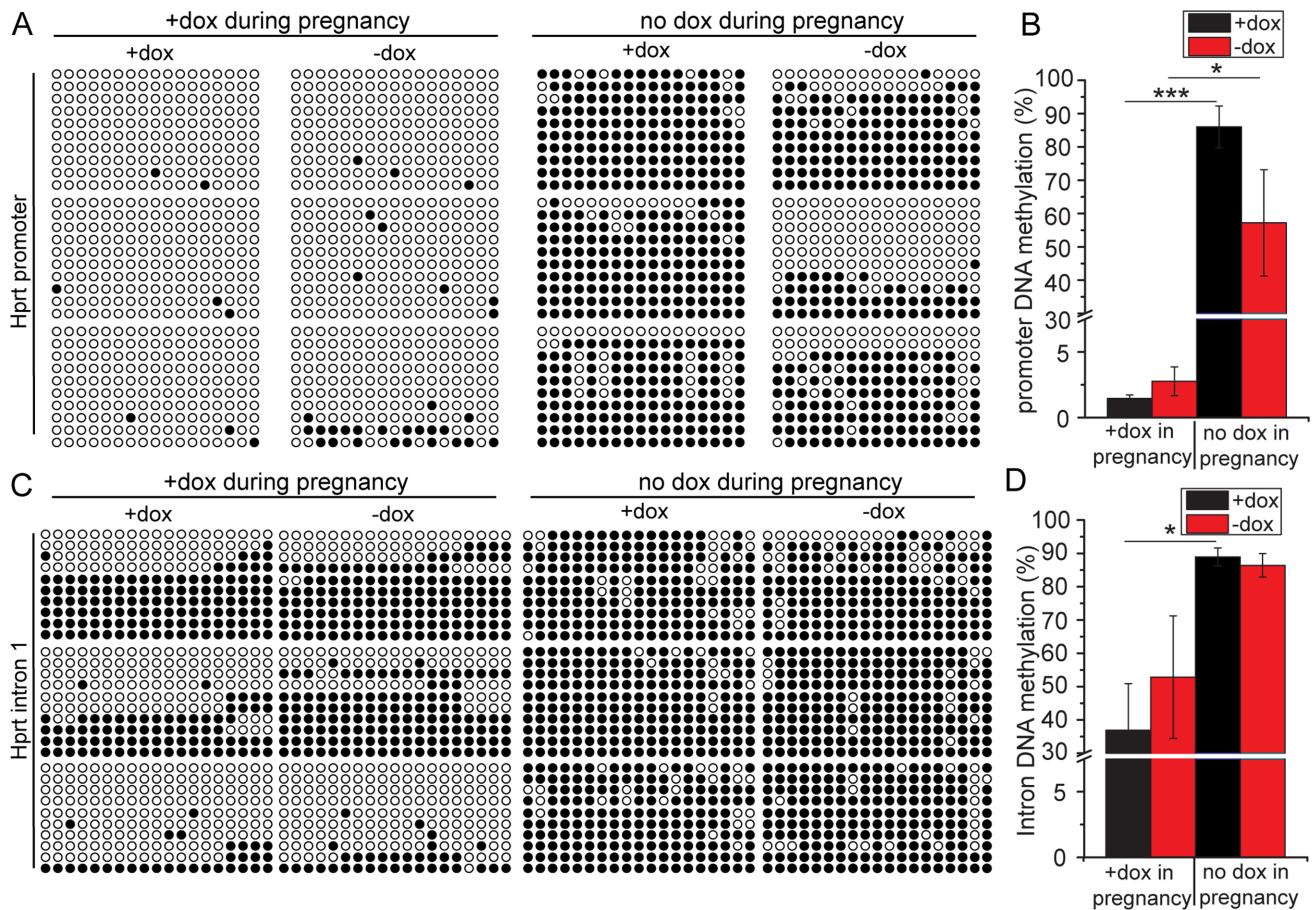 A
+dox during pregnancy
no dox during pregnancy
+dox
-dox
+dox
-dox
Hprt promoter
B
+dox
-dox
*
***
promoter DNA methylation (%)
100
90
80
70
60
50
40
30
5
0
+dox in
pregnancy
no dox in
pregnancy
C
+dox during pregnancy
no dox during pregnancy
+dox
-dox
+dox
-dox
Hprt intron 1
D
+dox
-dox
*
Intron DNA methylation (%)
100
90
80
70
60
50
40
30
5
0
+dox in
pregnancy
no dox in
pregnancy